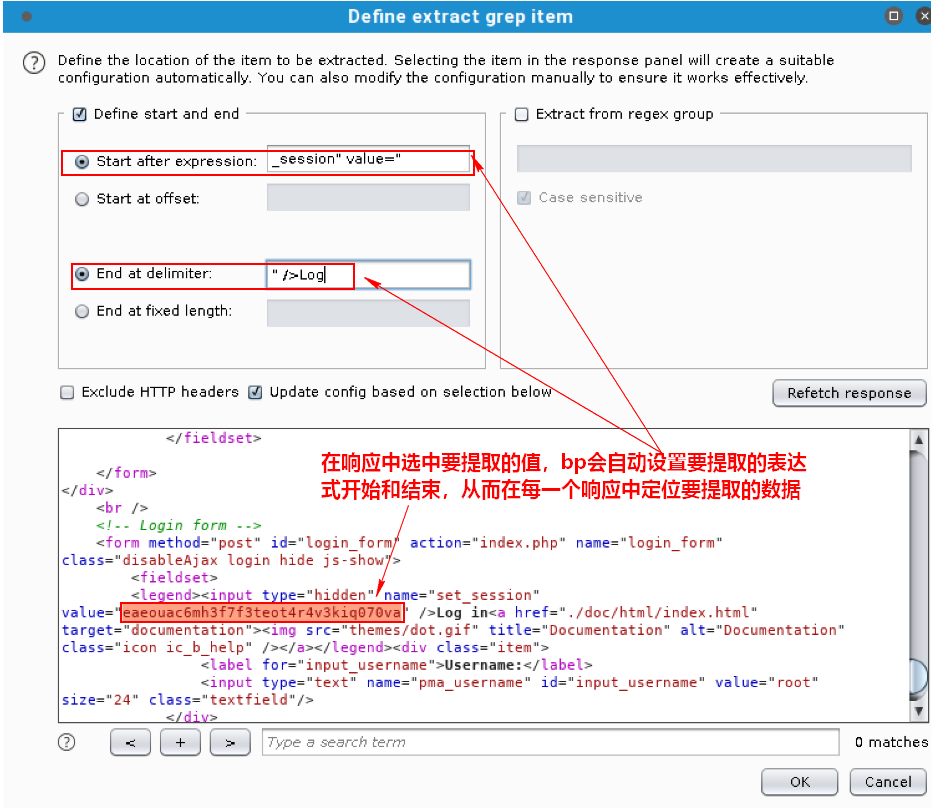 Define extract grep item
Define the location of the item to be extracted. Selecting the item in the response panel will create a suitable
configuration automatically. You can also modify the configuration manually to ensure it works effectively.
Define start and end
Start after expression: _session" value="
Start at offset:
End at delimiter: " />Log
End at fixed length:
Extract from regex group
Case sensitive
Exclude HTTP headers
Update config based on selection below
Refetch response
</fieldset>
</form>
</div>
<br />
<!-- Login form -->
<form method="post" id="login_form" action="index.php" name="login_form"
class="disableAjax login hide js-show">
<fieldset>
<legend><input type="hidden" name="set_session"
value="eaeouac6mh3f7f3teot4r4v3kiq070va" />Log in<a href="./doc/html/index.html"
target="documentation"><img src="themes/dot.gif" title="Documentation" alt="Documentation"
class="icon ic_b_help" /></a></legend><div class="item">
<label for="input_username">Username:</label>
<input type="text" name="pma_username" id="input_username" value="root"
size="24" class="textfield"/>
</div>
在响应中选中要提取的值，bp会自动设置要提取的表达
式开始和结束，从而在每一个响应中定位要提取的数据
<
+
>
Type a search term
0 matches
OK
Cancel